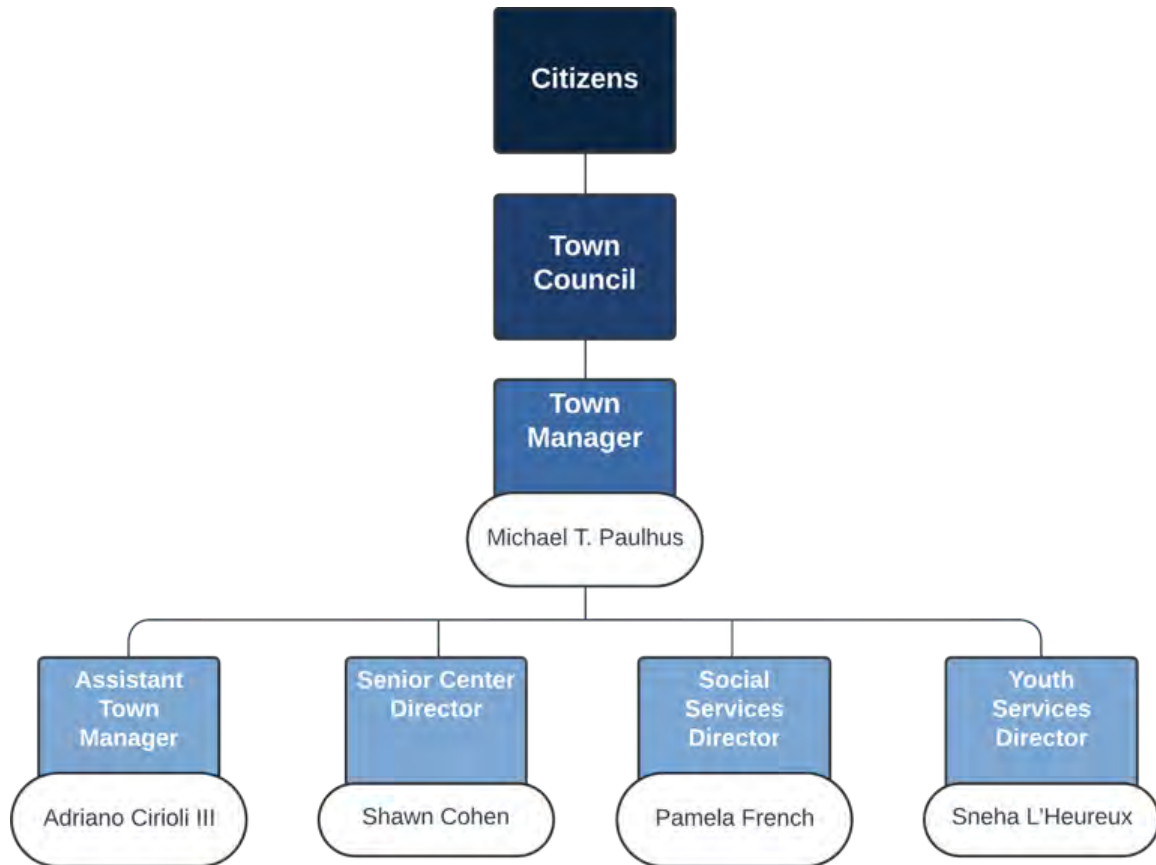 Citizens
Town
Council
Town
Manager
Michael T. Paulhus
Assistant
Town
Manager
Adriano Cirioli III
Senior Center
Director
Shawn Cohen
Social
Services
Director
Pamela French
Youth
Services
Director
Sneha L'Heureux